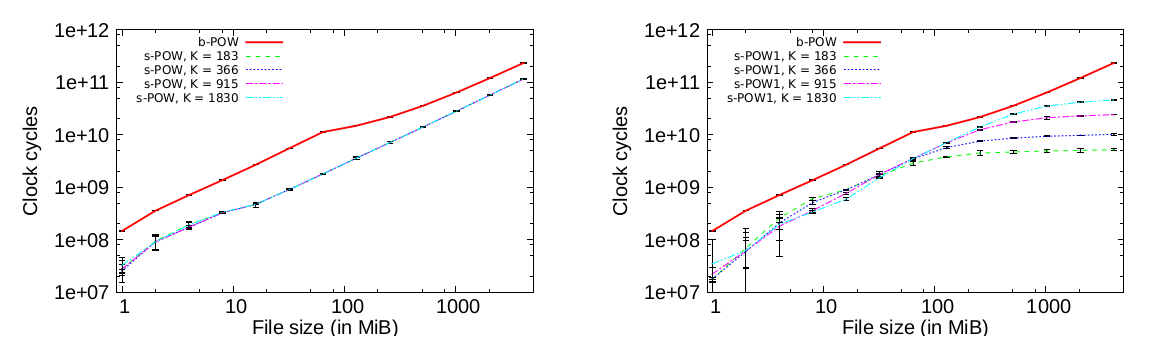 1e+12
1e+11
1e+10
1e+09
1e+08
1e+07
Clock cycles
b-POW
s-POW, K = 183
s-POW, K = 366
s-POW, K = 915
s-POW, K = 1830
1 10 100 1000
File size (in MiB)
1e+12
1e+11
1e+10
1e+09
1e+08
1e+07
Clock cycles
b-POW
s-POW1, K = 183
s-POW1, K = 366
s-POW1, K = 915
s-POW1, K = 1830
1 10 100 1000
File size (in MiB)